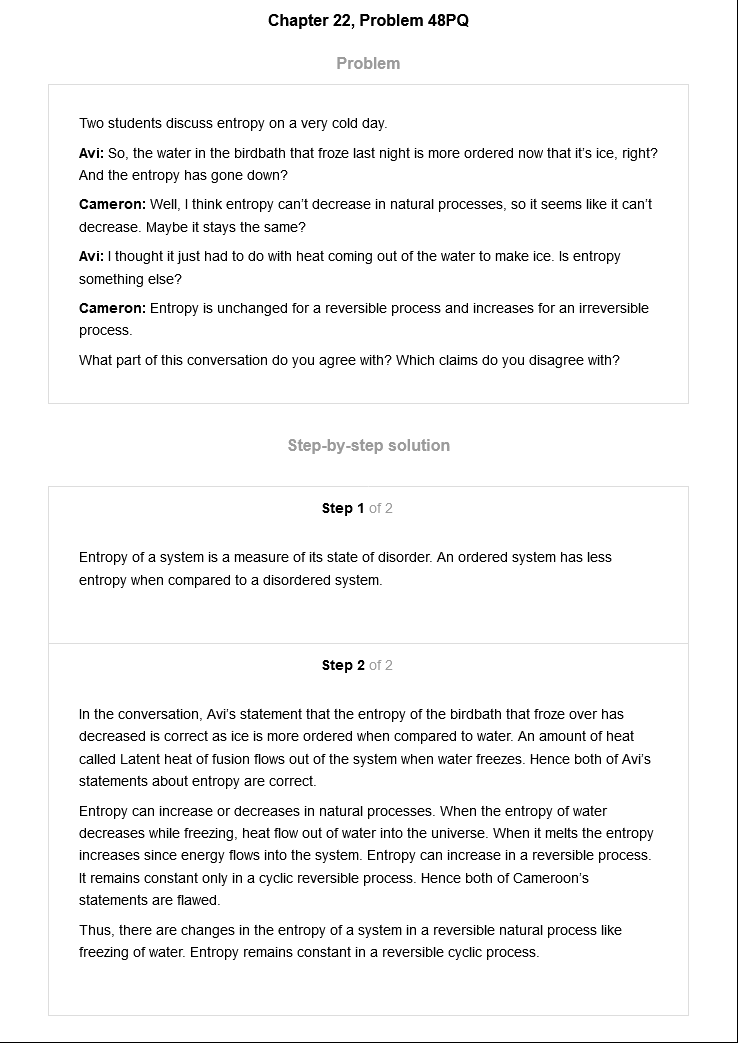 Chapter 22, Problem 48PQ
Problem
Two students discuss entropy on a very cold day.
Avi: So, the water in the birdbath that froze last night is more ordered now that it’s ice, right?
And the entropy has gone down?
Cameron: Well, I think entropy can’t decrease in natural processes, so it seems like it can’t
decrease. Maybe it stays the same?
Avi: I thought it just had to do with heat coming out of the water to make ice. Is entropy
something else?
Cameron: Entropy is unchanged for a reversible process and increases for an irreversible
process.
What part of this conversation do you agree with? Which claims do you disagree with?
Step-by-step solution
Step 1 of 2
Entropy of a system is a measure of its state of disorder. An ordered system has less
entropy when compared to a disordered system.
Step 2 of 2
In the conversation, Avi’s statement that the entropy of the birdbath that froze over has
decreased is correct as ice is more ordered when compared to water. An amount of heat
called Latent heat of fusion flows out of the system when water freezes. Hence both of Avi’s
statements about entropy are correct.
Entropy can increase or decreases in natural processes. When the entropy of water
decreases while freezing, heat flow out of water into the universe. When it melts the entropy
increases since energy flows into the system. Entropy can increase in a reversible process.
It remains constant only in a cyclic reversible process. Hence both of Cameroon’s
statements are flawed.
Thus, there are changes in the entropy of a system in a reversible natural process like
freezing of water. Entropy remains constant in a reversible cyclic process.